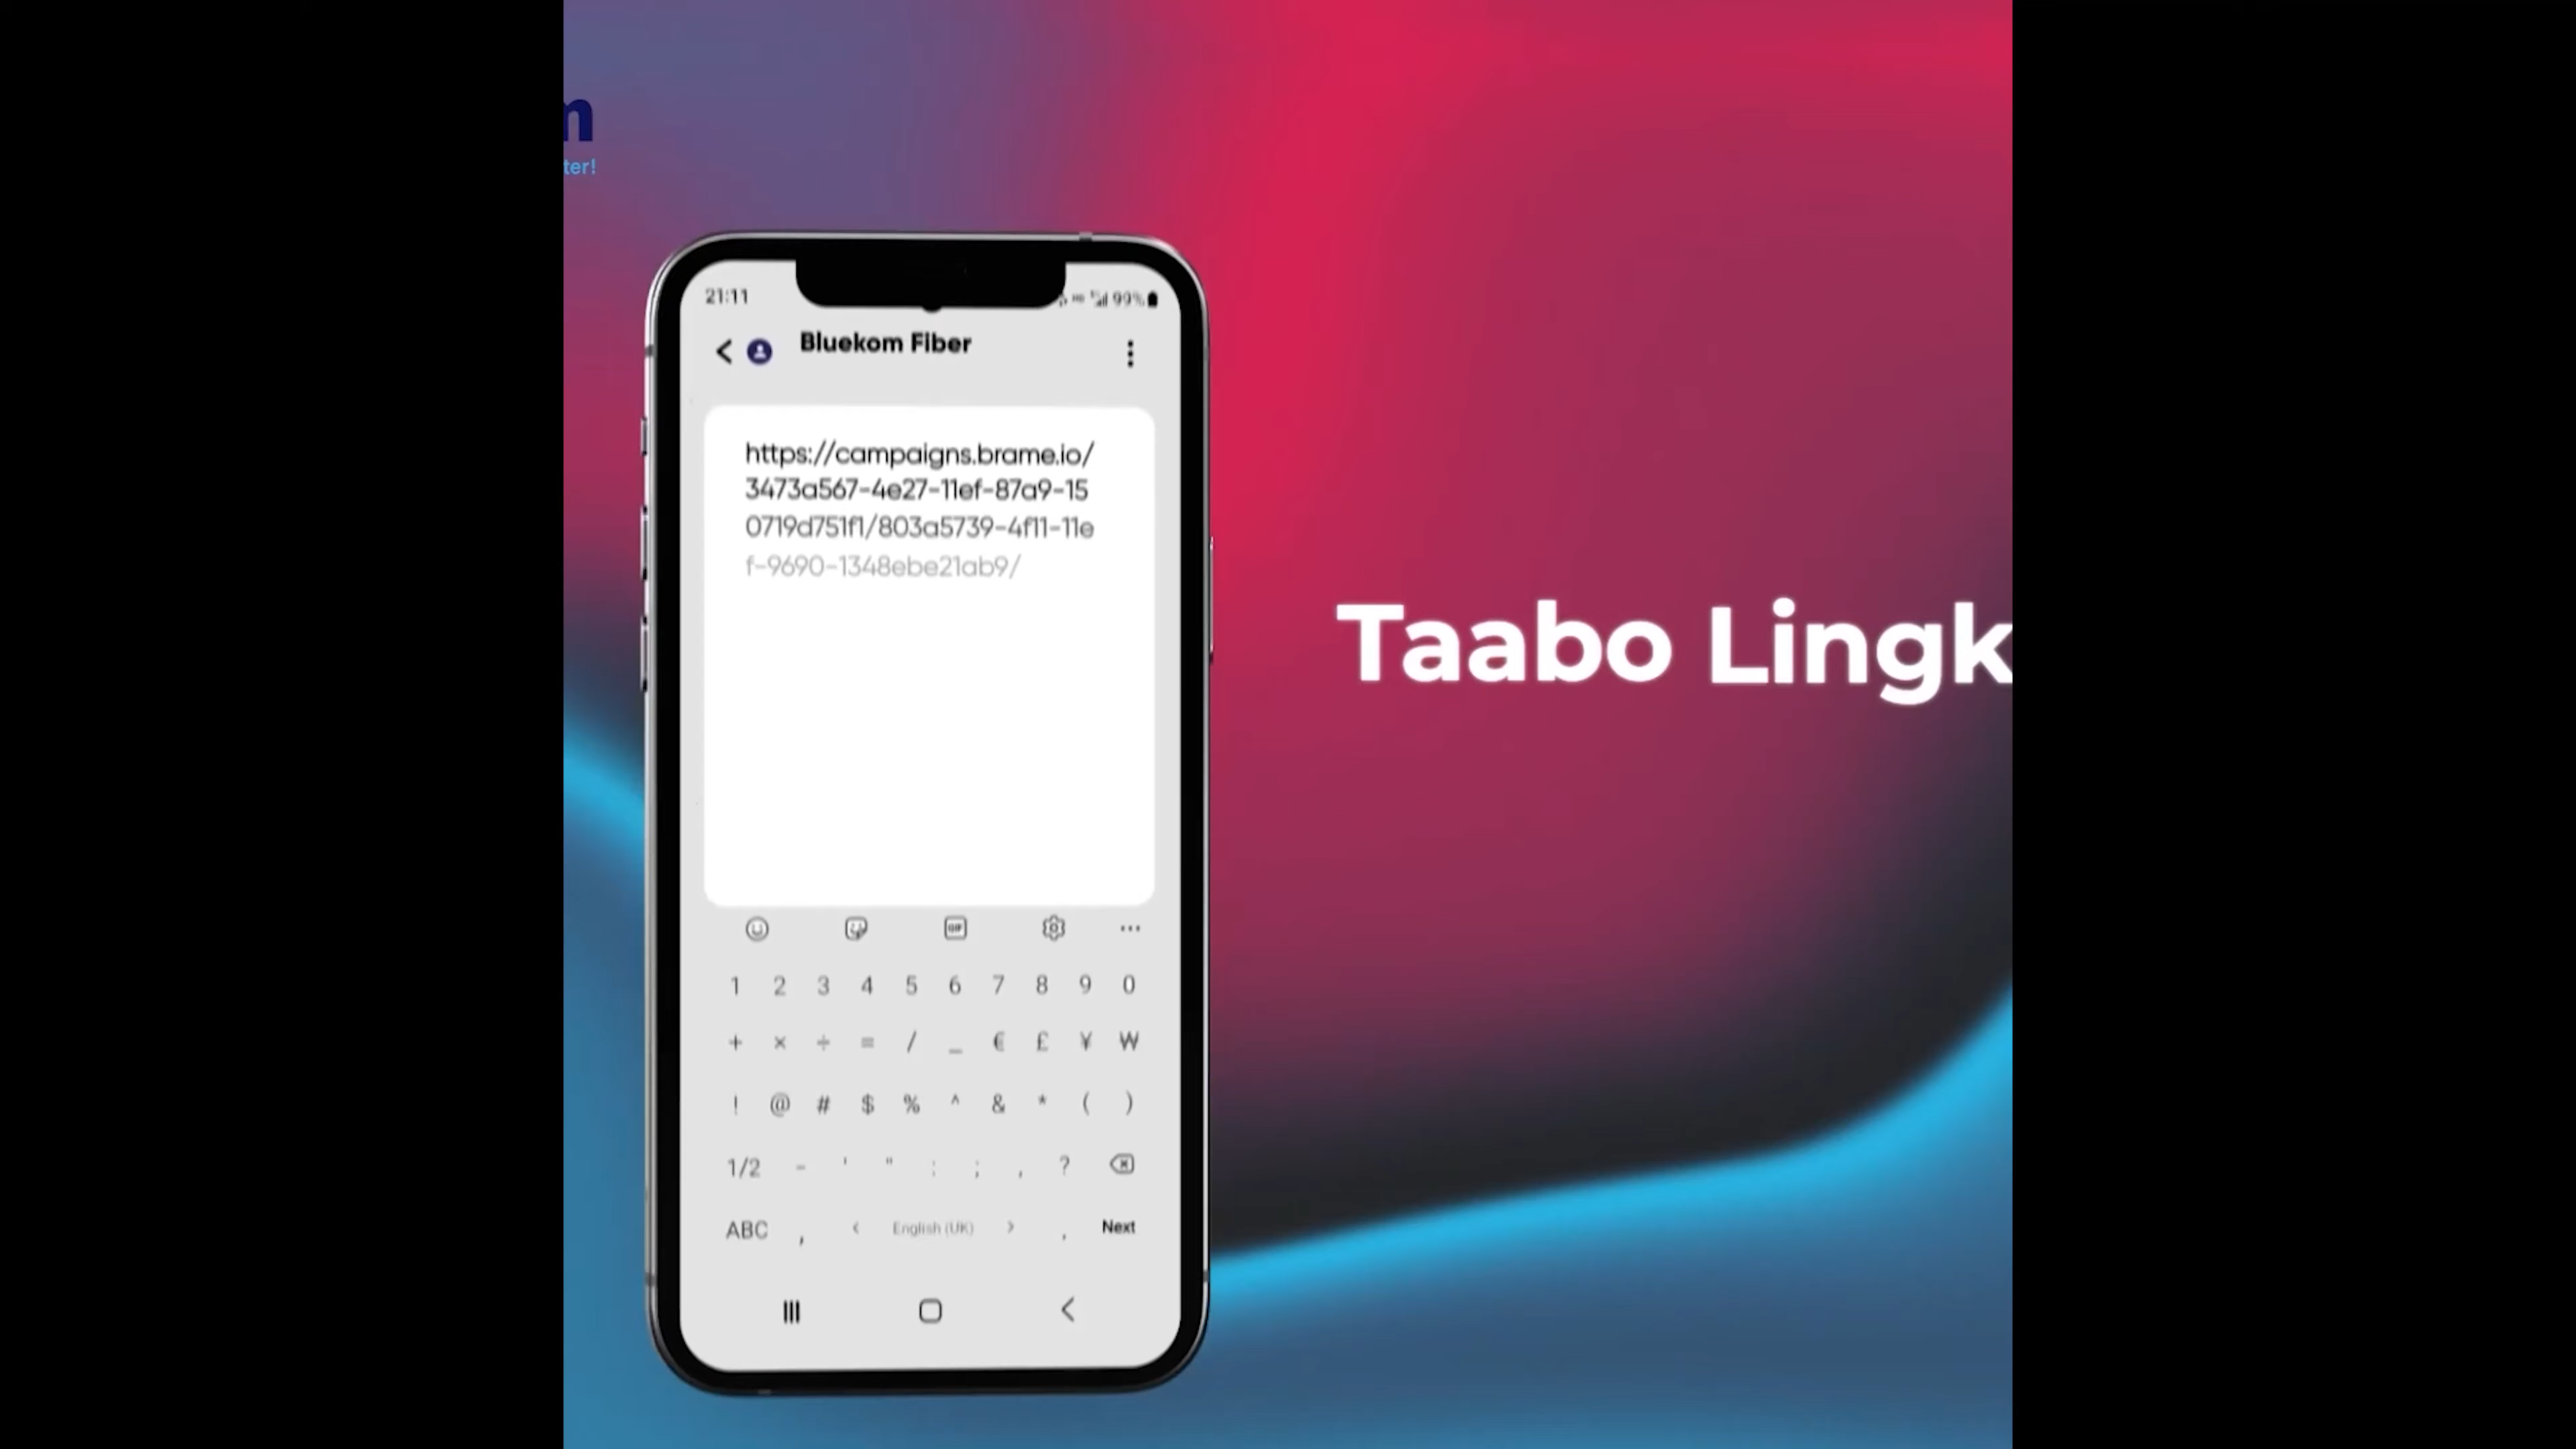 m
ter!
21:11
99%
Bluekom Fiber
https://campaigns.brame.io/
3473a567-4e27-11ef-87a9-15
0719d751f1/803a5739-4f11-11e
f-9690-1348ebe21ab9/
Taabo Lingk
GIF
1 2 3 4 5 6 7 8 9 0
+ × ÷ = / _ € £ ¥ ₩
! @ # $ % ^ & * ( )
1/2 - ' " : ; , ?
ABC , < English (UK) > . Next